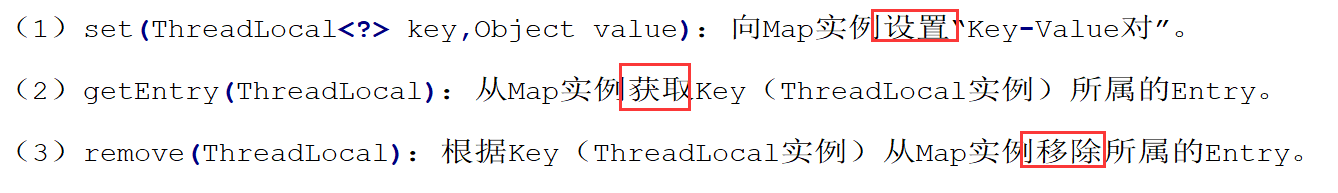 （1）set(ThreadLocal<?> key,Object value)：向Map实例设置“Key-Value对”。
（2）getEntry(ThreadLocal)：从Map实例获取Key（ThreadLocal实例）所属的Entry。
（3）remove(ThreadLocal)：根据Key（ThreadLocal实例）从Map实例移除所属的Entry。